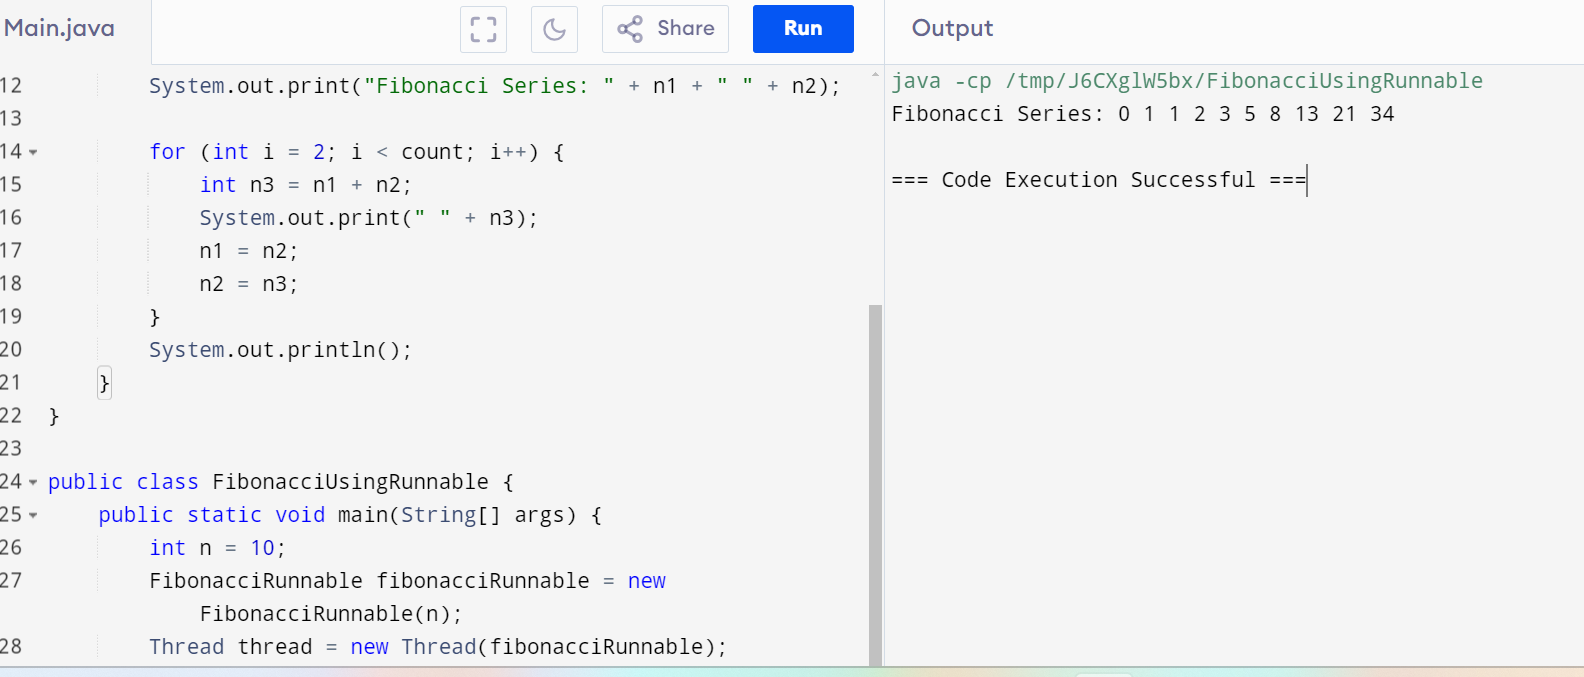 Main.java
Share
Run
Output
12 System.out.print("Fibonacci Series: " + n1 + " " + n2);
13
14 for (int i = 2; i < count; i++) {
15 int n3 = n1 + n2;
16 System.out.print(" " + n3);
17 n1 = n2;
18 n2 = n3;
19 }
20 System.out.println();
21 }
22 }
23
24 public class FibonacciUsingRunnable {
25 public static void main(String[] args) {
26 int n = 10;
27 FibonacciRunnable fibonacciRunnable = new
FibonacciRunnable(n);
28 Thread thread = new Thread(fibonacciRunnable);
java -cp /tmp/J6CXglW5bx/FibonacciUsingRunnable
Fibonacci Series: 0 1 1 2 3 5 8 13 21 34
=== Code Execution Successful ===